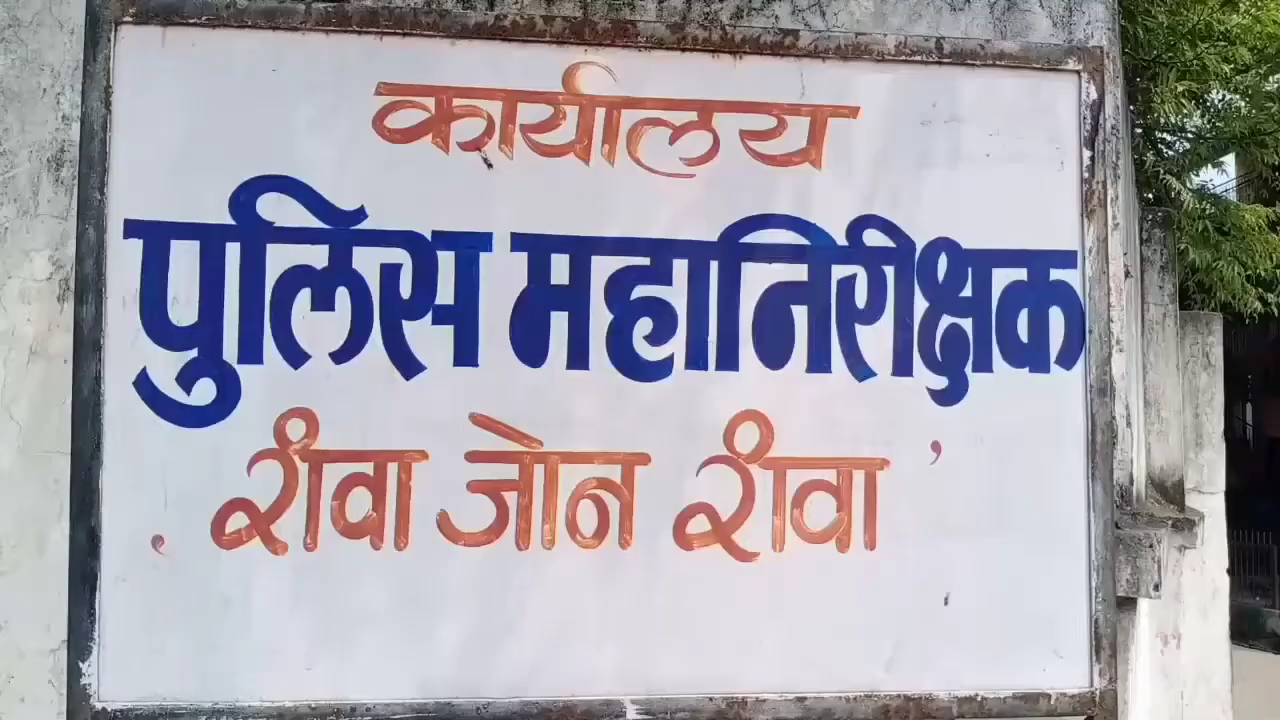 कार्यालय
पुलिस महानिरीक्षक
रीवा जोन रीवा